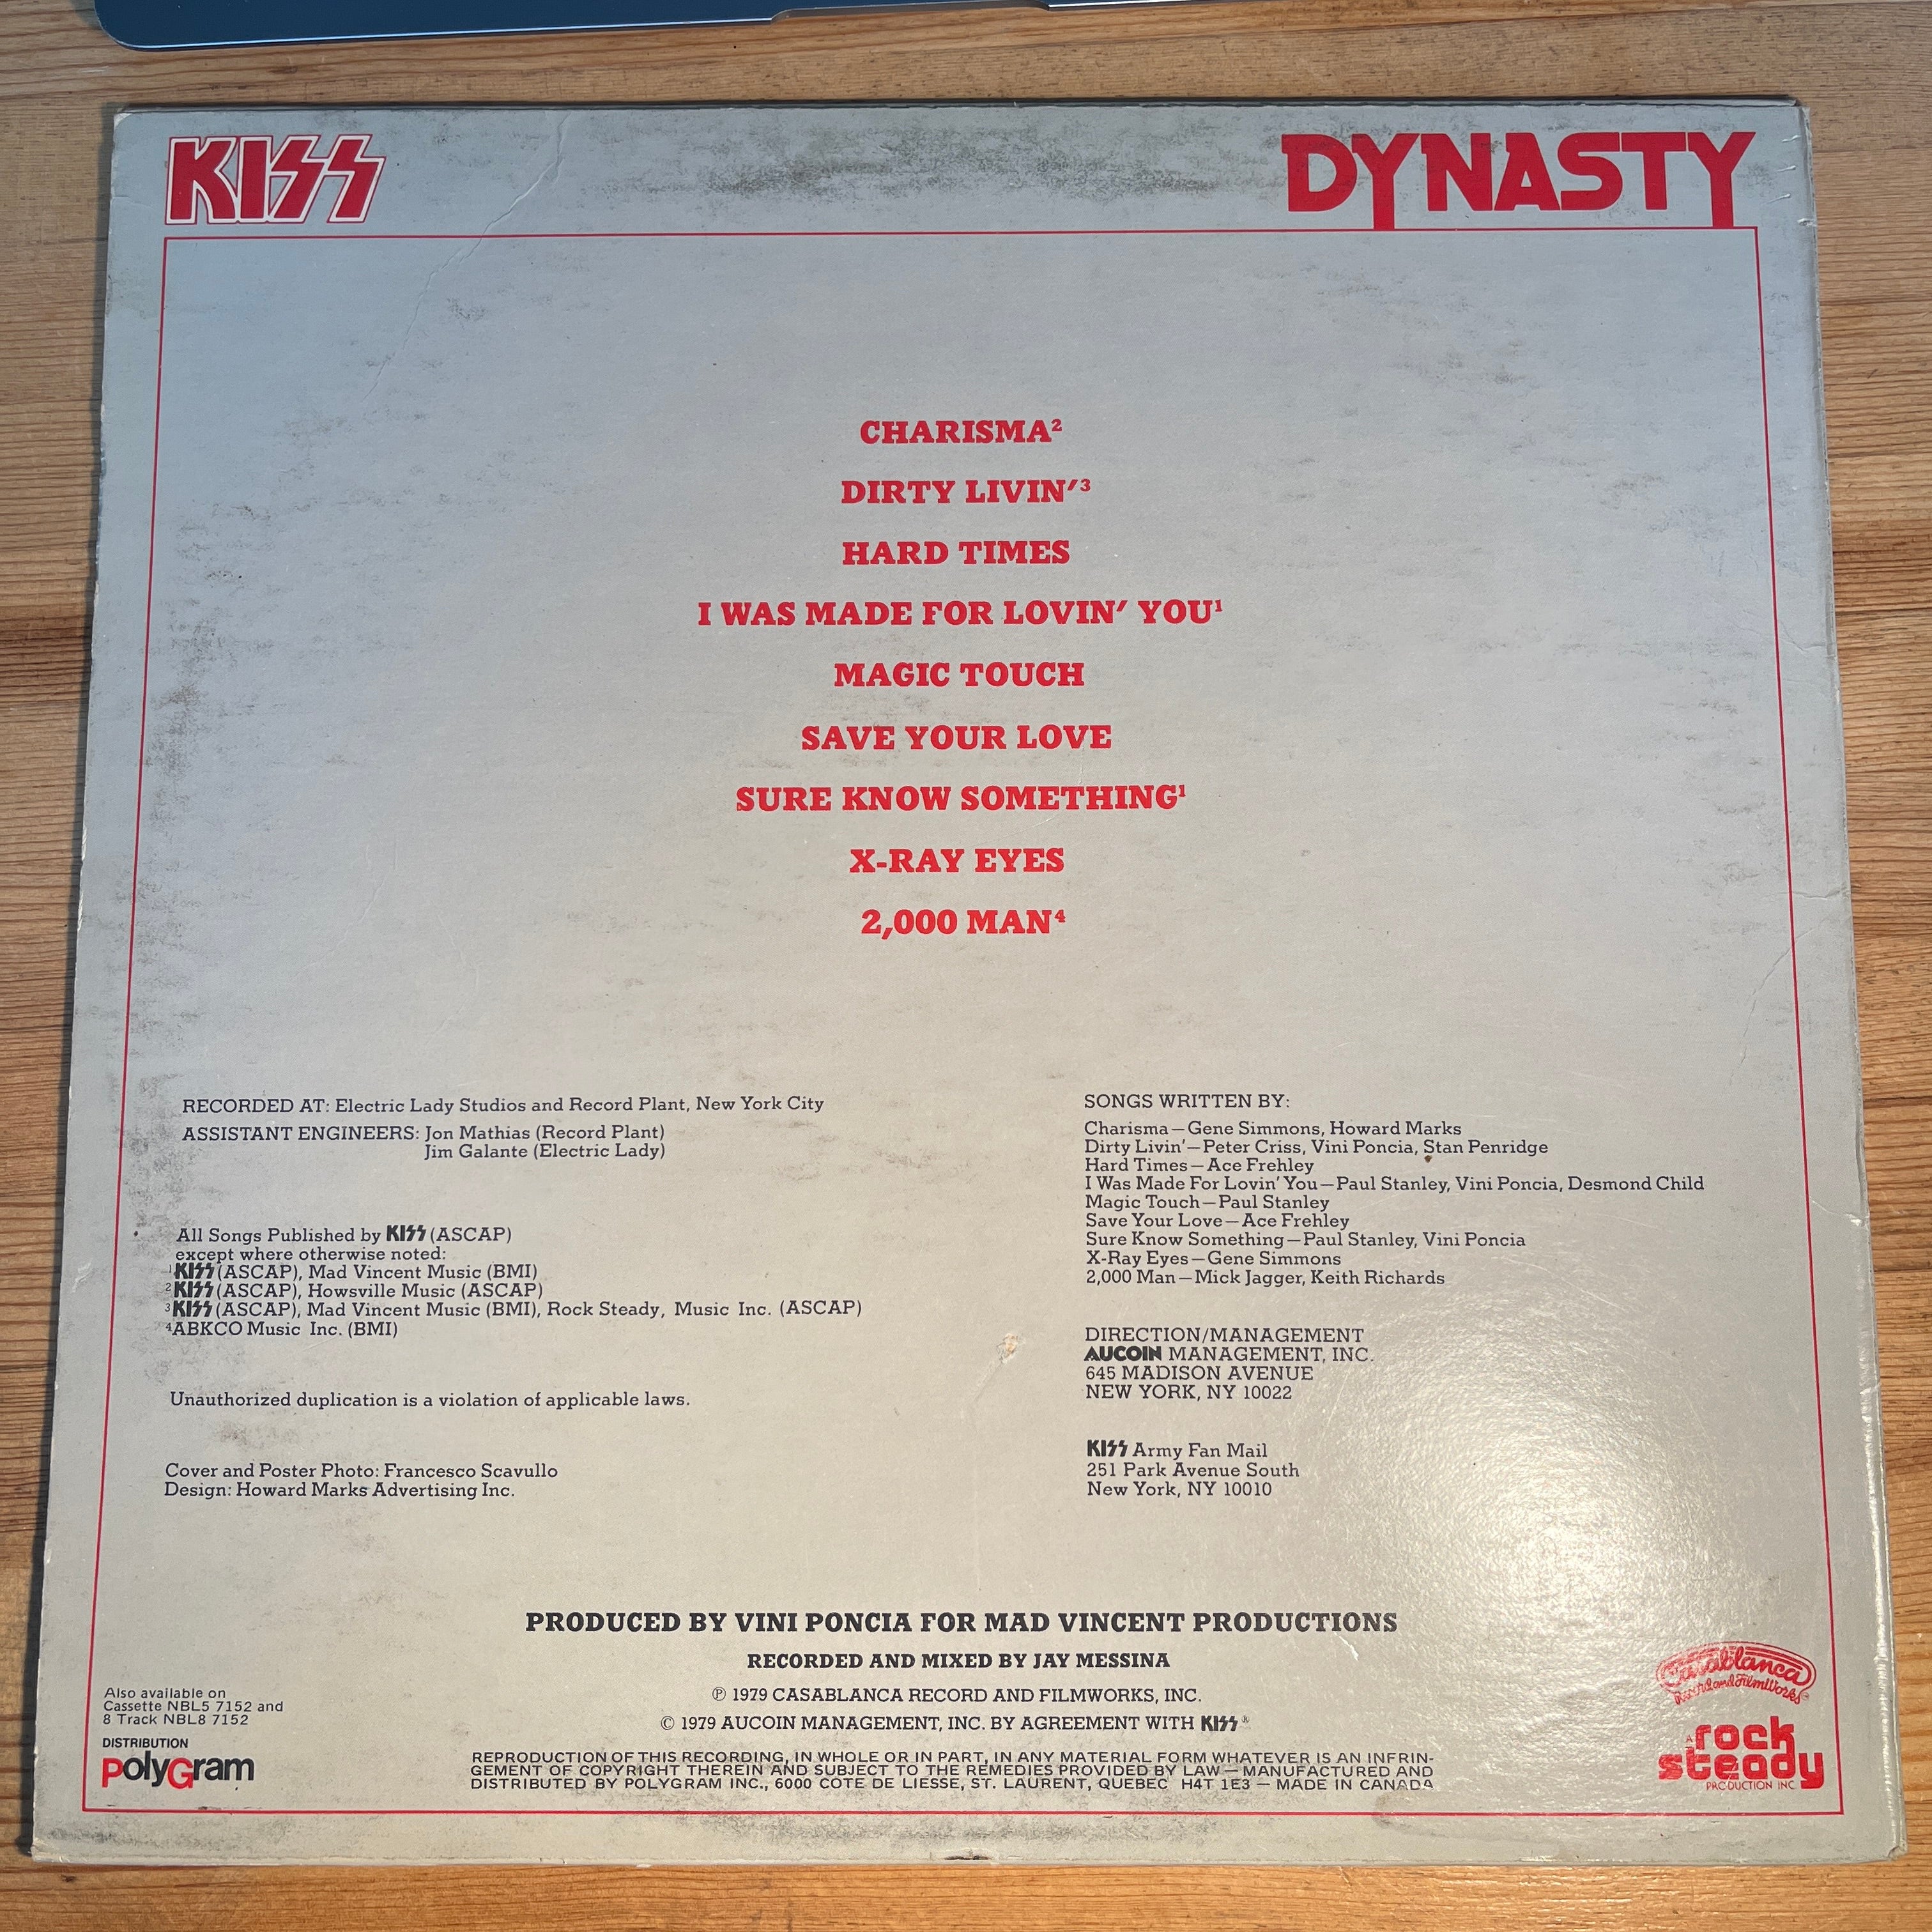 KISS
DYNASTY
CHARISMA²
DIRTY LIVIN'³
HARD TIMES
I WAS MADE FOR LOVIN' YOU¹
MAGIC TOUCH
SAVE YOUR LOVE
SURE KNOW SOMETHING¹
X-RAY EYES
2,000 MAN⁴
RECORDED AT: Electric Lady Studios and Record Plant, New York City
ASSISTANT ENGINEERS: Jon Mathias (Record Plant)
Jim Galante (Electric Lady)
All Songs Published by KISS (ASCAP)
except where otherwise noted:
¹KISS (ASCAP), Mad Vincent Music (BMI)
²KISS (ASCAP), Howsville Music (ASCAP)
³KISS (ASCAP), Mad Vincent Music (BMI), Rock Steady, Music Inc. (ASCAP)
⁴ABKCO Music Inc. (BMI)
Unauthorized duplication is a violation of applicable laws.
Cover and Poster Photo: Francesco Scavullo
Design: Howard Marks Advertising Inc.
SONGS WRITTEN BY:
Charisma—Gene Simmons, Howard Marks
Dirty Livin'—Peter Criss, Vini Poncia, Stan Penridge
Hard Times—Ace Frehley
I Was Made For Lovin' You—Paul Stanley, Vini Poncia, Desmond Child
Magic Touch—Paul Stanley
Save Your Love—Ace Frehley
Sure Know Something—Paul Stanley, Vini Poncia
X-Ray Eyes—Gene Simmons
2,000 Man—Mick Jagger, Keith Richards
DIRECTION/MANAGEMENT
AUCOIN MANAGEMENT, INC.
645 MADISON AVENUE
NEW YORK, NY 10022
KISS Army Fan Mail
251 Park Avenue South
New York, NY 10010
PRODUCED BY VINI PONCIA FOR MAD VINCENT PRODUCTIONS
RECORDED AND MIXED BY JAY MESSINA
℗ 1979 CASABLANCA RECORD AND FILMWORKS, INC.
© 1979 AUCOIN MANAGEMENT, INC. BY AGREEMENT WITH KISS®
REPRODUCTION OF THIS RECORDING, IN WHOLE OR IN PART, IN ANY MATERIAL FORM WHATEVER IS AN INFRIN-
GEMENT OF COPYRIGHT THEREIN AND SUBJECT TO THE REMEDIES PROVIDED BY LAW — MANUFACTURED AND
DISTRIBUTED BY POLYGRAM INC., 6000 COTE DE LIESSE, ST. LAURENT, QUEBEC H4T 1E3 — MADE IN CANADA
Also available on
Cassette NBL5 7152 and
8 Track NBL8 7152
DISTRIBUTION
PolyGram
Casablanca
Record and FilmWorks
A rock
steady
PRODUCTION INC